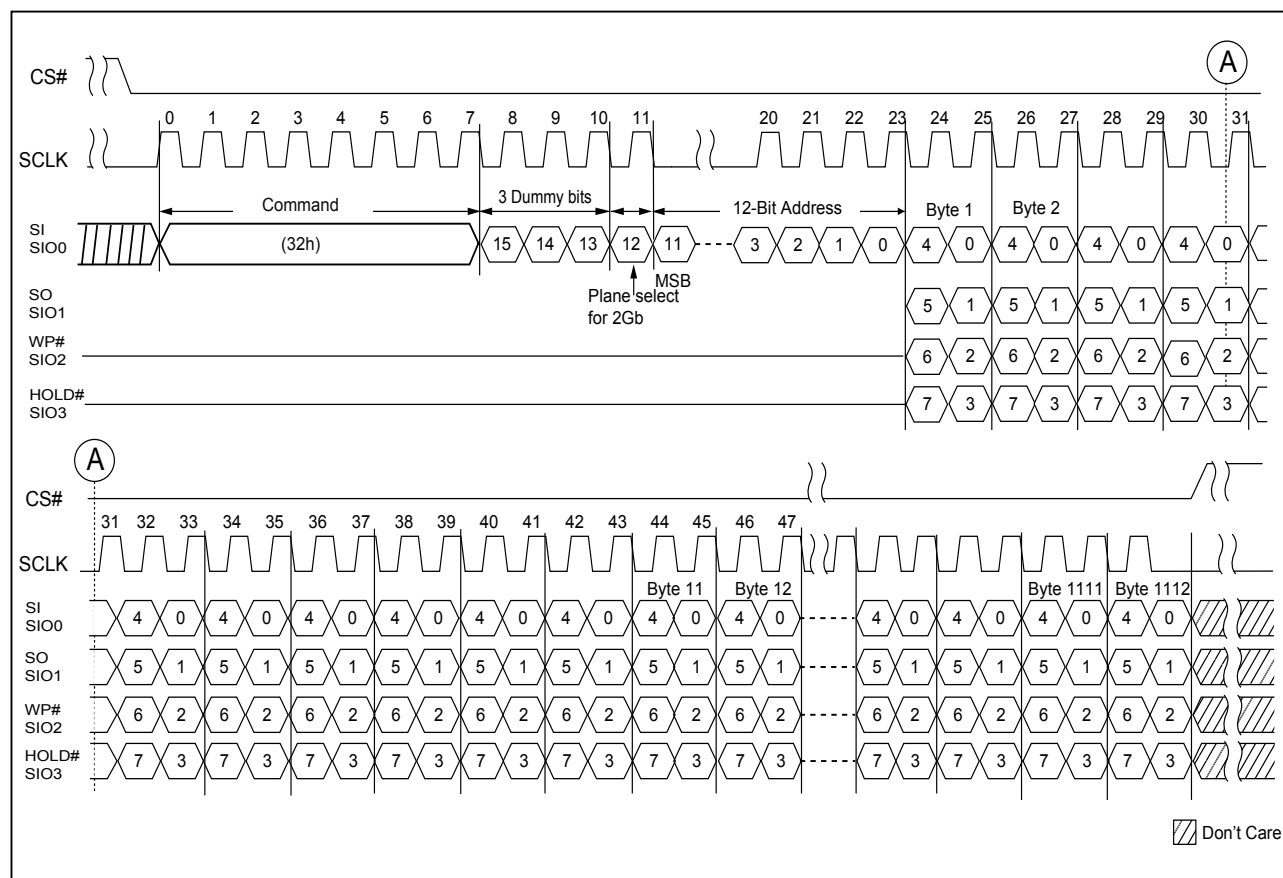 A
CS#
0 1 2 3 4 5 6 7 8 9 10 11 20 21 22 23 24 25 26 27 28 29 30 31
SCLK
Command 3 Dummy bits 12-Bit Address Byte 1 Byte 2
SI
SIO0
(32h) 15 14 13 12 11 3 2 1 0 4 0 4 0 4 0 4 0
MSB
Plane select
for 2Gb
SO
SIO1
5 1 5 1 5 1 5 1
WP#
SIO2
6 2 6 2 6 2 6 2
HOLD#
SIO3
7 3 7 3 7 3 7 3
A
CS#
31 32 33 34 35 36 37 38 39 40 41 42 43 44 45 46 47
SCLK
Byte 11 Byte 12 Byte 1111 Byte 1112
SI
SIO0
4 0 4 0 4 0 4 0 4 0 4 0 4 0 4 0 4 0 4 0 4 0 4 0
SO
SIO1
5 1 5 1 5 1 5 1 5 1 5 1 5 1 5 1 5 1 5 1 5 1 5 1
WP#
SIO2
6 2 6 2 6 2 6 2 6 2 6 2 6 2 6 2 6 2 6 2 6 2 6 2
HOLD#
SIO3
7 3 7 3 7 3 7 3 7 3 7 3 7 3 7 3 7 3 7 3 7 3 7 3
Don't Care